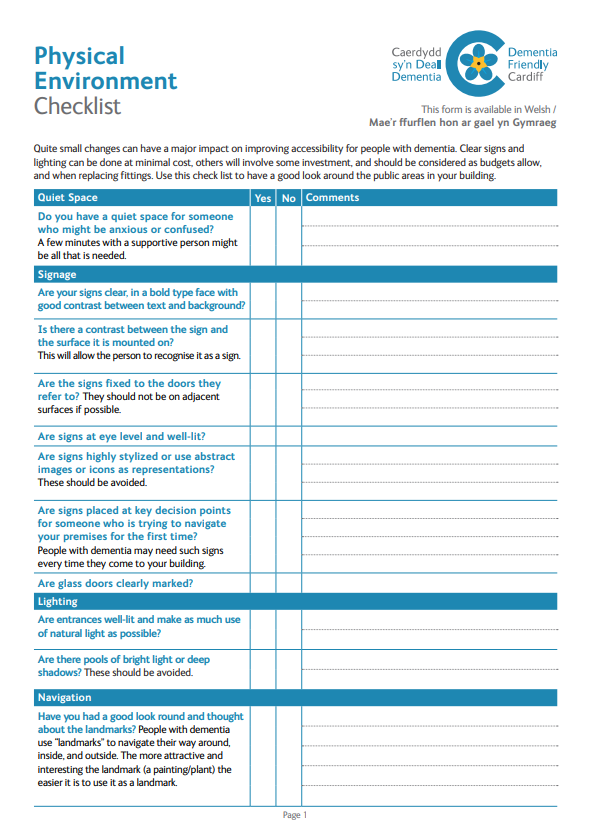 Physical
Environment
Checklist
Caerdydd
sy'n Deall
Dementia
Dementia
Friendly
Cardiff
This form is available in Welsh /
Mae'r ffurflen hon ar gael yn Gymraeg
Quite small changes can have a major impact on improving accessibility for people with dementia. Clear signs and
lighting can be done at minimal cost, others will involve some investment, and should be considered as budgets allow,
and when replacing fittings. Use this check list to have a good look around the public areas in your building.
Quiet Space Yes No Comments
Do you have a quiet space for someone
who might be anxious or confused?
A few minutes with a supportive person might
be all that is needed.
Signage
Are your signs clear, in a bold type face with
good contrast between text and background?
Is there a contrast between the sign and
the surface it is mounted on?
This will allow the person to recognise it as a sign.
Are the signs fixed to the doors they
refer to? They should not be on adjacent
surfaces if possible.
Are signs at eye level and well-lit?
Are signs highly stylized or use abstract
images or icons as representations?
These should be avoided.
Are signs placed at key decision points
for someone who is trying to navigate
your premises for the first time?
People with dementia may need such signs
every time they come to your building.
Are glass doors clearly marked?
Lighting
Are entrances well-lit and make as much use
of natural light as possible?
Are there pools of bright light or deep
shadows? These should be avoided.
Navigation
Have you had a good look round and thought
about the landmarks? People with dementia
use "landmarks" to navigate their way around,
inside, and outside. The more attractive and
interesting the landmark (a painting/plant) the
easier it is to use it as a landmark.
Page 1